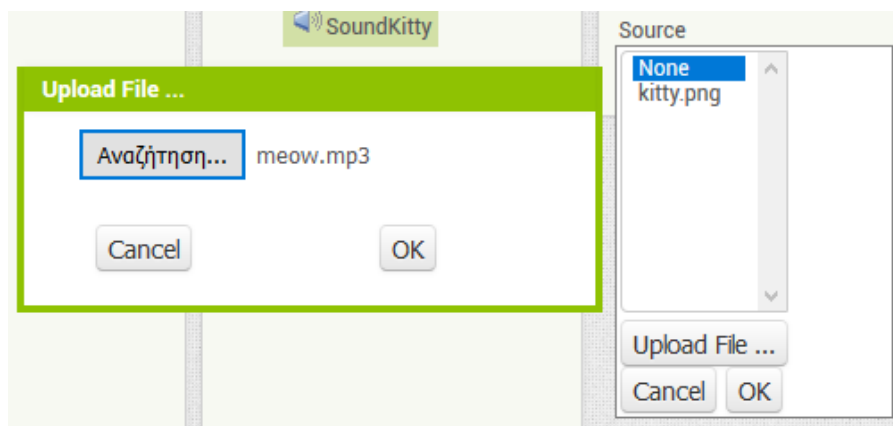 SoundKitty
Source
None
kitty.png
Upload File ...
Αναζήτηση... meow.mp3
Cancel OK
Upload File ...
Cancel OK